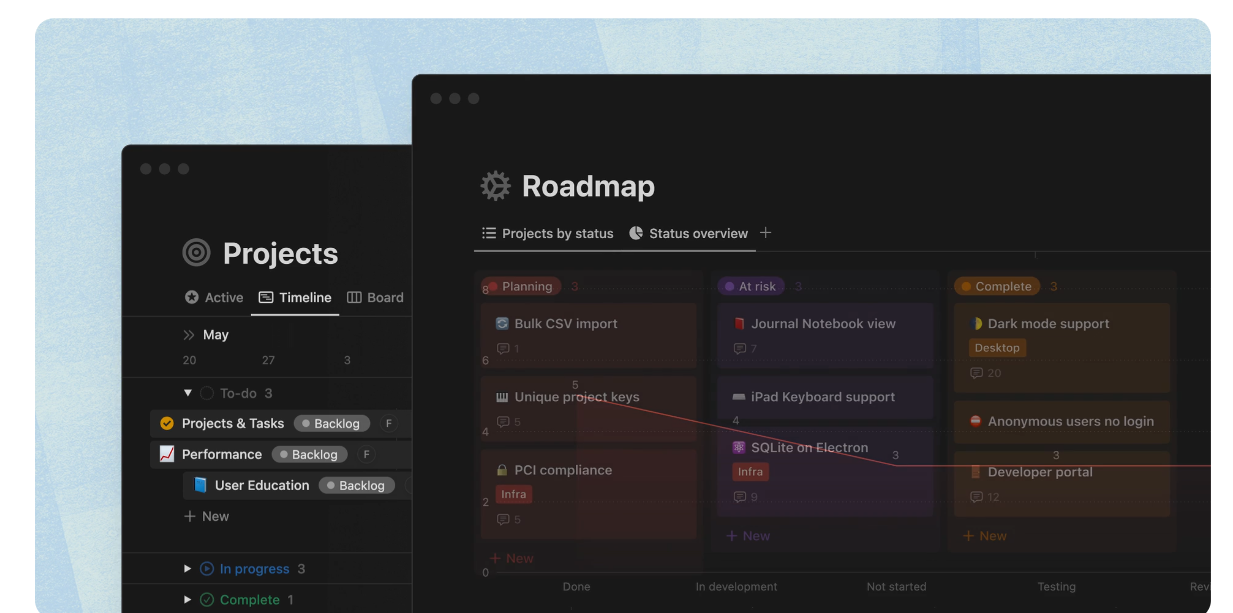 Projects
Active Timeline Board
May
20 27 3
To-do 3
Projects & Tasks Backlog F
Performance Backlog F
User Education Backlog
+ New
In progress 3
Complete 1
Roadmap
Projects by status Status overview +
8
6
4
2
0
Planning 3
Bulk CSV import
1
Unique project keys
5
PCI compliance
Infra
5
+ New
At risk 3
Journal Notebook view
7
iPad Keyboard support
SQLite on Electron
Infra
9
+ New
Complete 3
Dark mode support
Desktop
20
Anonymous users no login
Developer portal
12
+ New
5
4
3
3
Done In development Not started Testing